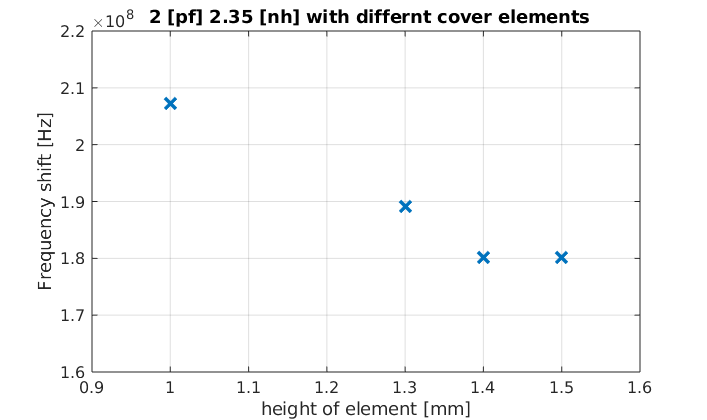 ×10⁸ 2 [pf] 2.35 [nh] with differnt cover elements
2.2
2.1
2
1.9
1.8
1.7
1.6
Frequency shift [Hz]
0.9 1 1.1 1.2 1.3 1.4 1.5 1.6
height of element [mm]